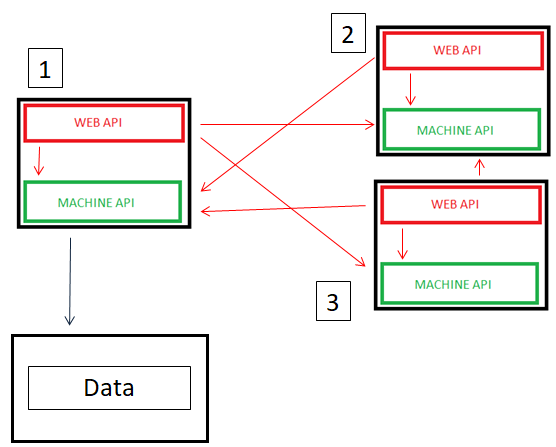 1
WEB API
MACHINE API
2
WEB API
MACHINE API
WEB API
MACHINE API
3
Data